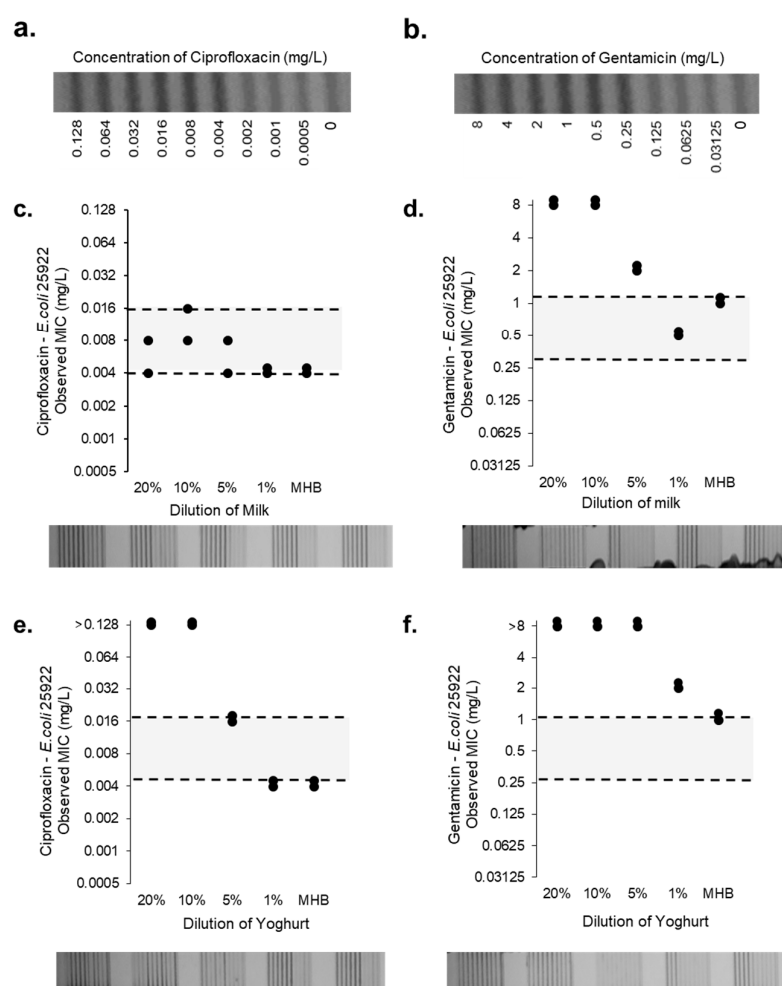 a.
Concentration of Ciprofloxacin (mg/L)
0.128
0.064
0.032
0.016
0.008
0.004
0.002
0.001
0.0005
0
b.
Concentration of Gentamicin (mg/L)
8
4
2
1
0.5
0.25
0.125
0.0625
0.03125
0
c.
Ciprofloxacin - E.coli 25922
Observed MIC (mg/L)
0.128
0.064
0.032
0.016
0.008
0.004
0.002
0.001
0.0005
20% 10% 5% 1% MHB
Dilution of Milk
d.
Gentamicin - E.coli 25922
Observed MIC (mg/L)
8
4
2
1
0.5
0.25
0.125
0.0625
0.03125
20% 10% 5% 1% MHB
Dilution of milk
e.
Ciprofloxacin - E.coli 25922
Observed MIC (mg/L)
>0.128
0.064
0.032
0.016
0.008
0.004
0.002
0.001
0.0005
20% 10% 5% 1% MHB
Dilution of Yoghurt
f.
Gentamicin - E.coli 25922
Observed MIC (mg/L)
>8
4
2
1
0.5
0.25
0.125
0.0625
0.03125
20% 10% 5% 1% MHB
Dilution of Yoghurt